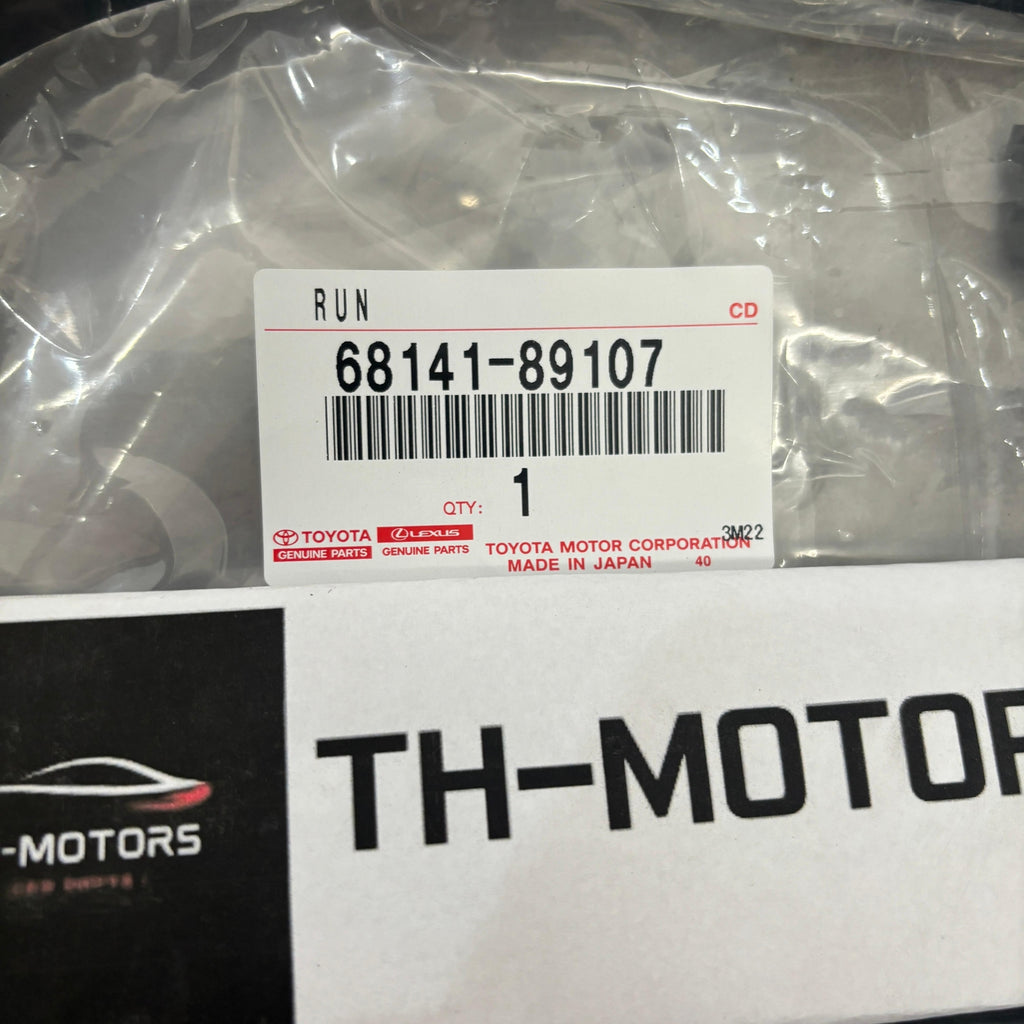 RUN
CD
68141-89107
QTY: 1
TOYOTA LEXUS
GENUINE PARTS GENUINE PARTS
3M22
TOYOTA MOTOR CORPORATION
MADE IN JAPAN 40
TH-MOTOR
-MOTORS